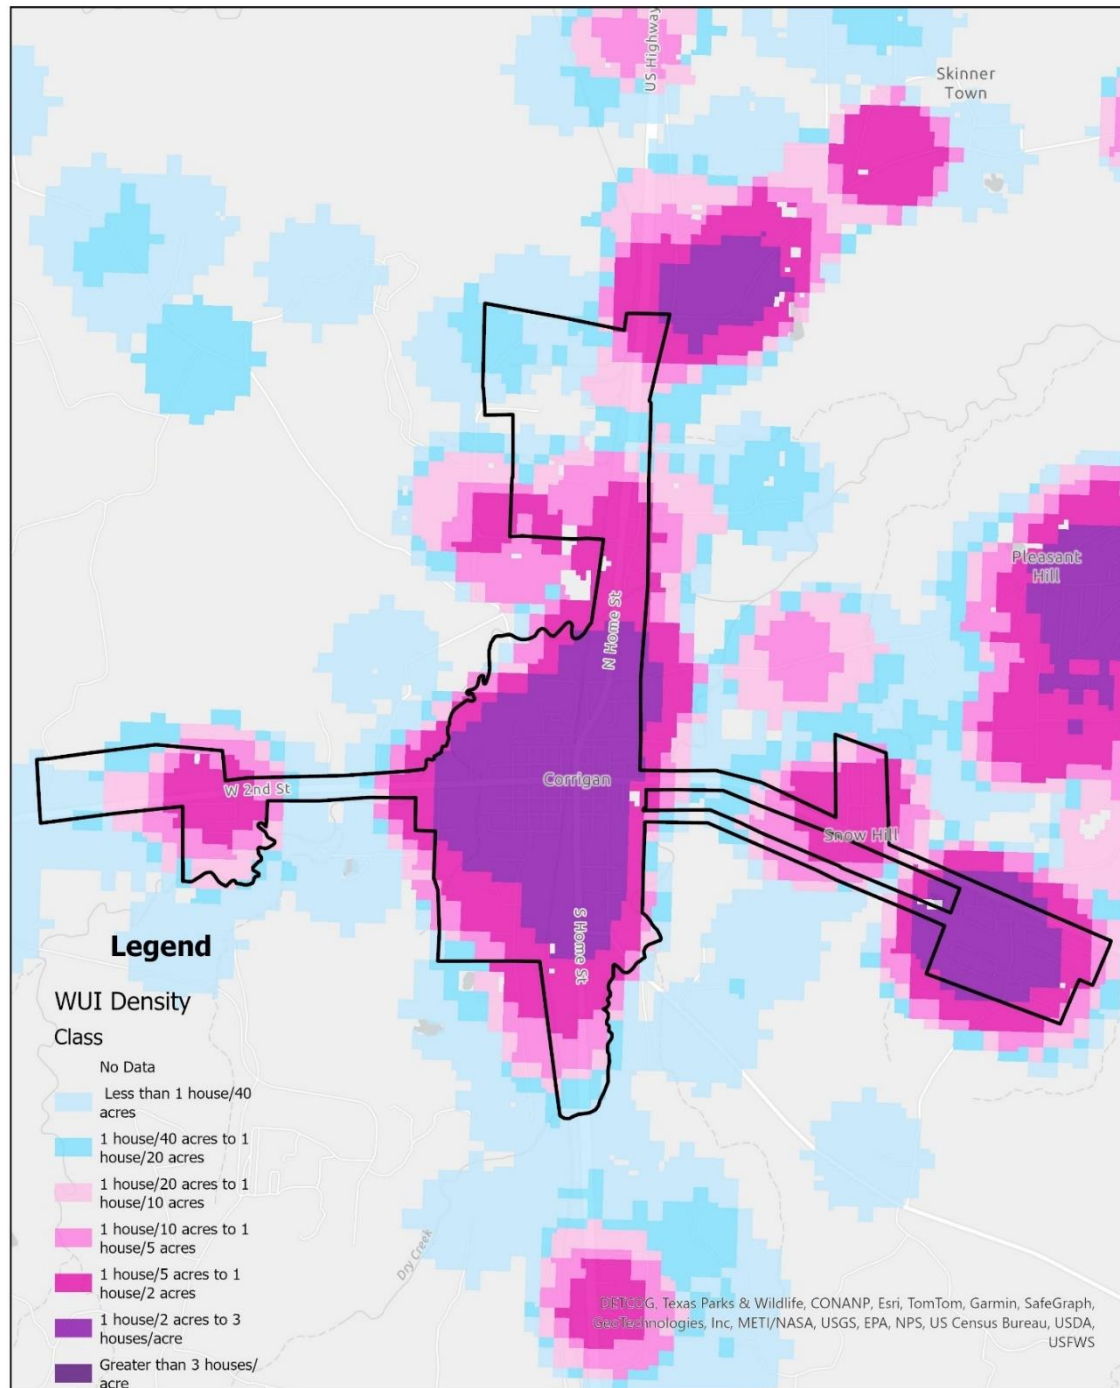 US Highway
Skinner
Town
Pleasant
Hill
N Home St
Corrigan
W 2nd St
Snow Hill
S Home St
Dry Creek
Legend
WUI Density
Class
No Data
Less than 1 house/40
acres
1 house/40 acres to 1
house/20 acres
1 house/20 acres to 1
house/10 acres
1 house/10 acres to 1
house/5 acres
1 house/5 acres to 1
house/2 acres
1 house/2 acres to 3
houses/acre
Greater than 3 houses/
acre
DETCOG, Texas Parks & Wildlife, CONANP, Esri, TomTom, Garmin, SafeGraph,
GeoTechnologies, Inc, METI/NASA, USGS, EPA, NPS, US Census Bureau, USDA,
USFWS